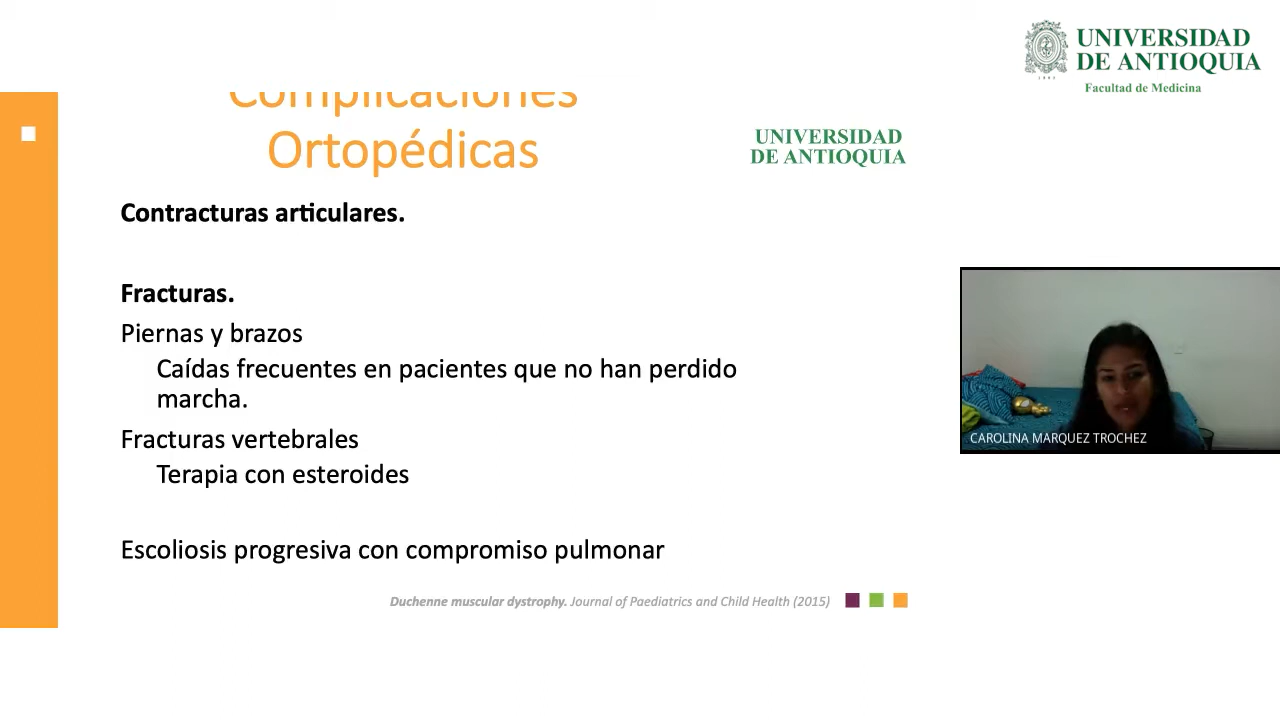 UNIVERSIDAD
DE ANTIOQUIA
Facultad de Medicina
Complicaciones
Ortopédicas
UNIVERSIDAD
DE ANTIOQUIA
Contracturas articulares.
Fracturas.
Piernas y brazos
Caídas frecuentes en pacientes que no han perdido
marcha.
Fracturas vertebrales
Terapia con esteroides
Escoliosis progresiva con compromiso pulmonar
Duchenne muscular dystrophy. Journal of Paediatrics and Child Health (2015)
CAROLINA MARQUEZ TROCHEZ